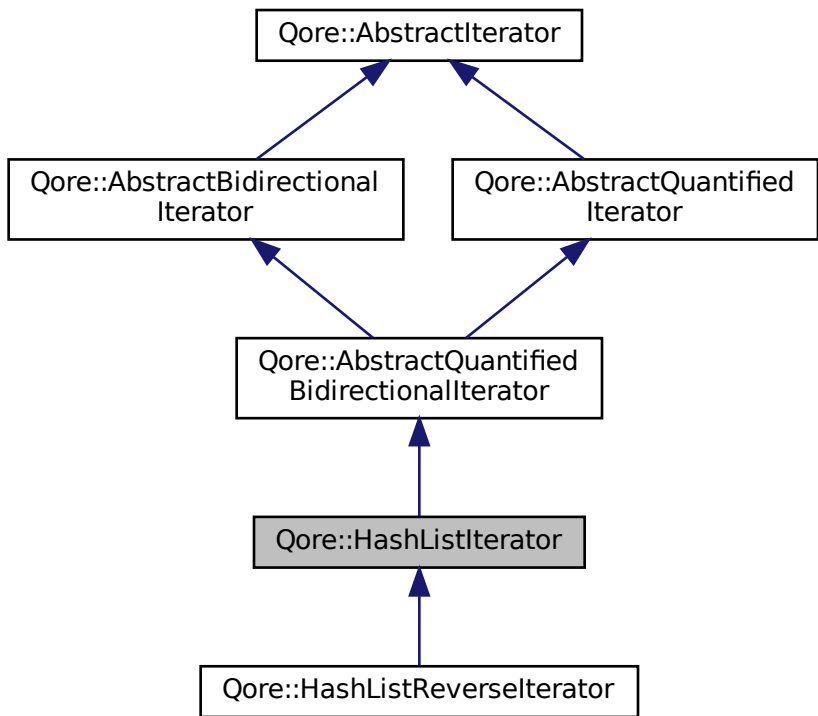 Qore::AbstractIterator
Qore::AbstractBidirectional
Iterator
Qore::AbstractQuantified
Iterator
Qore::AbstractQuantified
BidirectionalIterator
Qore::HashListIterator
Qore::HashListReverseIterator